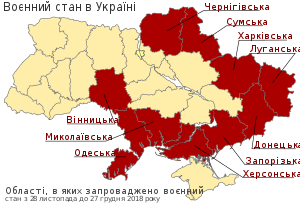 Воєнний стан в Україні
Чернігівська
Сумська
Харківська
Луганська
Вінницька
Миколаївська
Одеська
Донецька
Запорізька
Херсонська
Області, в яких запроваджено воєнний
стан з 28 листопада до 27 грудня 2018 року